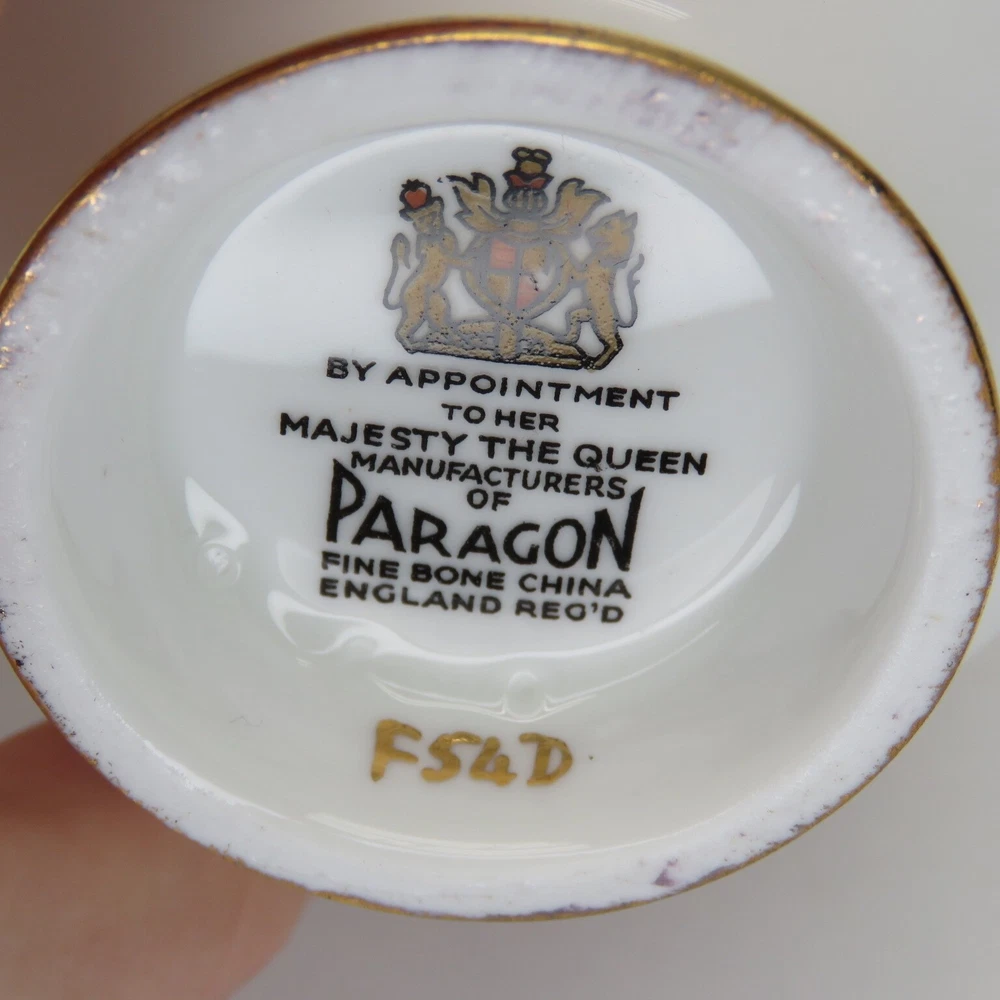 BY APPOINTMENT
TO HER
MAJESTY THE QUEEN
MANUFACTURERS
OF
PARAGON
FINE BONE CHINA
ENGLAND REG'D
F54D